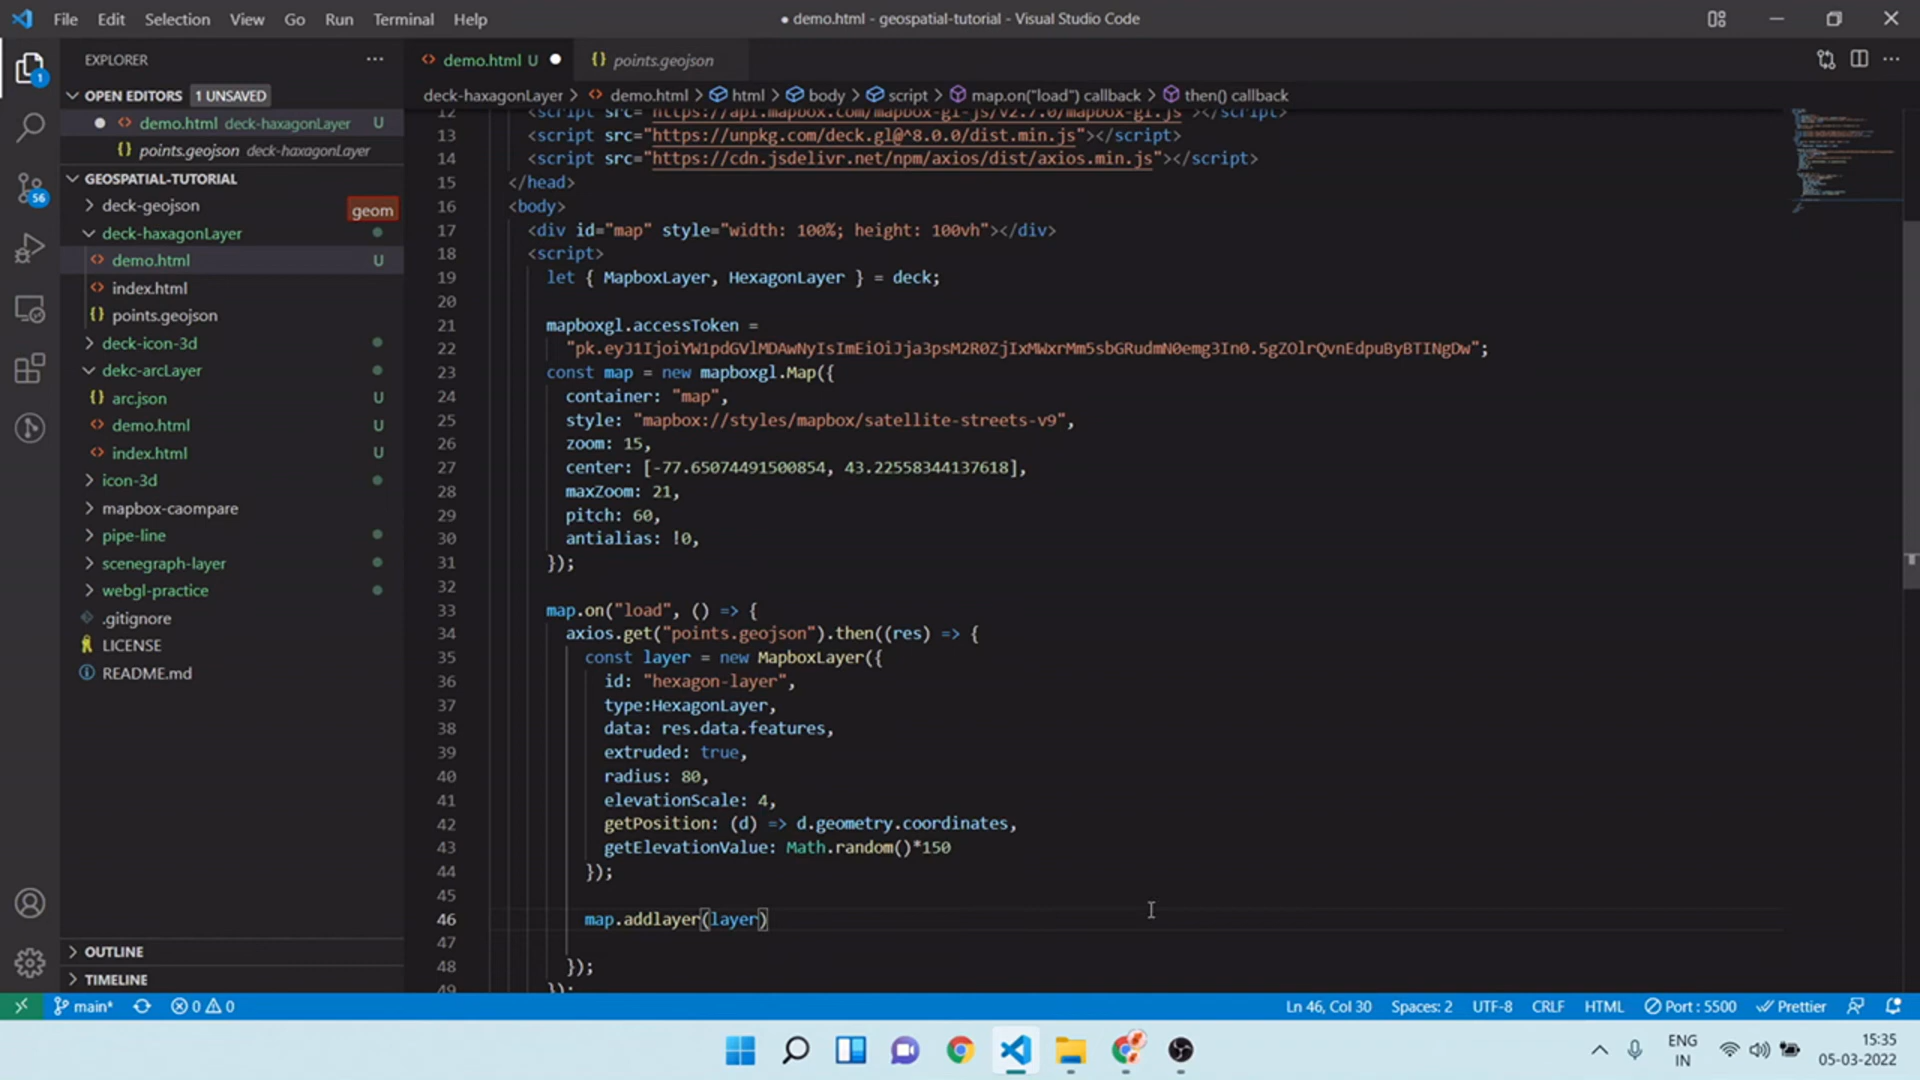 File Edit Selection View Go Run Terminal Help
● demo.html - geospatial-tutorial - Visual Studio Code
EXPLORER
OPEN EDITORS 1 UNSAVED
demo.html deck-haxagonLayer U
points.geojson deck-haxagonLayer
GEOSPATIAL-TUTORIAL
deck-geojson
geom
deck-haxagonLayer
demo.html U
index.html
points.geojson
deck-icon-3d
dekc-arcLayer
arc.json U
demo.html U
index.html U
icon-3d
mapbox-caompare
pipe-line
scenegraph-layer
webgl-practice
.gitignore
LICENSE
README.md
OUTLINE
TIMELINE
1
56
demo.html U
points.geojson
deck-haxagonLayer > demo.html > html > body > script > map.on("load") callback > then() callback
12 <script src="https://api.mapbox.com/mapbox-gl-js/v2.7.0/mapbox-gl.js"></script>
13 <script src="https://unpkg.com/deck.gl@^8.0.0/dist.min.js"></script>
14 <script src="https://cdn.jsdelivr.net/npm/axios/dist/axios.min.js"></script>
15 </head>
16 <body>
17 <div id="map" style="width: 100%; height: 100vh"></div>
18 <script>
19 let { MapboxLayer, HexagonLayer } = deck;
20
21 mapboxgl.accessToken =
22 "pk.eyJ1IjoiYW1pdGVlMDAwNyIsImEiOiJja3psM2R0ZjIxMWxrMm5sbGRudmN0emg3In0.5gZOlrQvnEdpuByBTINgDw";
23 const map = new mapboxgl.Map({
24 container: "map",
25 style: "mapbox://styles/mapbox/satellite-streets-v9",
26 zoom: 15,
27 center: [-77.65074491500854, 43.22558344137618],
28 maxZoom: 21,
29 pitch: 60,
30 antialias: !0,
31 });
32
33 map.on("load", () => {
34 axios.get("points.geojson").then((res) => {
35 const layer = new MapboxLayer({
36 id: "hexagon-layer",
37 type:HexagonLayer,
38 data: res.data.features,
39 extruded: true,
40 radius: 80,
41 elevationScale: 4,
42 getPosition: (d) => d.geometry.coordinates,
43 getElevationValue: Math.random()*150
44 });
45
46 map.addlayer(layer)
47
48 });
49 });
main* 0 0
Ln 46, Col 30 Spaces: 2 UTF-8 CRLF HTML Port : 5500 Prettier
ENG
IN
15:35
05-03-2022